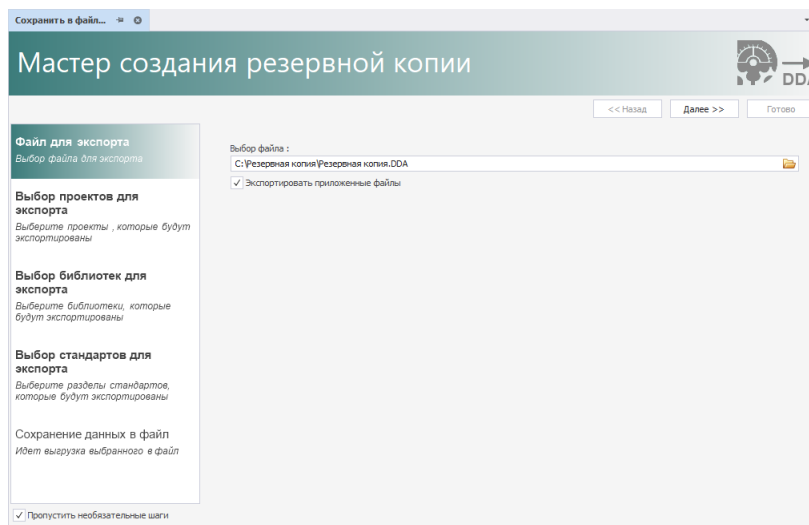 Сохранить в файл...
Мастер создания резервной копии
<< Назад
Далее >>
Готово
Файл для экспорта
Выбор файла для экспорта
Выбор проектов для
экспорта
Выберите проекты , которые будут
экспортированы
Выбор библиотек для
экспорта
Выберите библиотеки, которые
будут экспортированы
Выбор стандартов для
экспорта
Выберите разделы стандартов,
которые будут экспортированы
Сохранение данных в файл
Идет выгрузка выбранного в файл
Пропустить необязательные шаги
Выбор файла :
C:\Резервная копия\Резервная копия.DDA
Экспортировать приложенные файлы